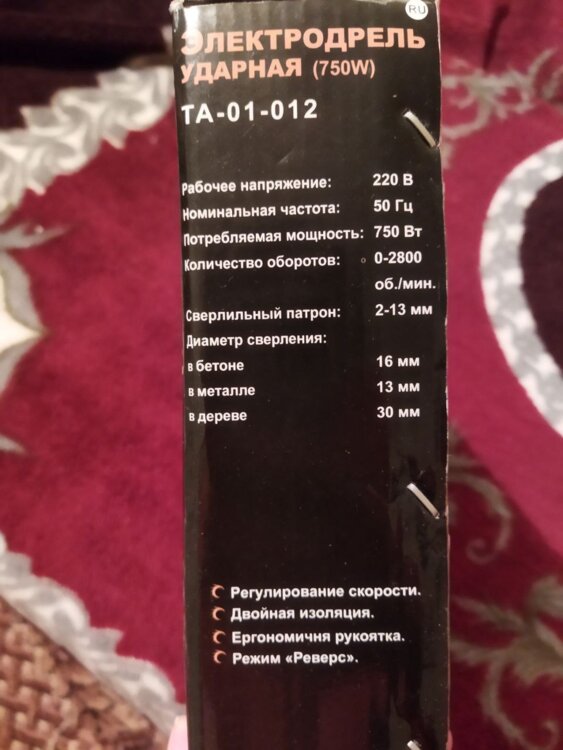 RU
ЭЛЕКТРОДРЕЛЬ
УДАРНАЯ (750W)
ТА-01-012
Рабочее напряжение: 220 В
Номинальная частота: 50 Гц
Потребляемая мощность: 750 Вт
Количество оборотов: 0-2800
об./мин.
Сверлильный патрон: 2-13 мм
Диаметр сверления:
в бетоне 16 мм
в металле 13 мм
в дереве 30 мм
Регулирование скорости.
Двойная изоляция.
Ергономичня рукоятка.
Режим «Реверс».